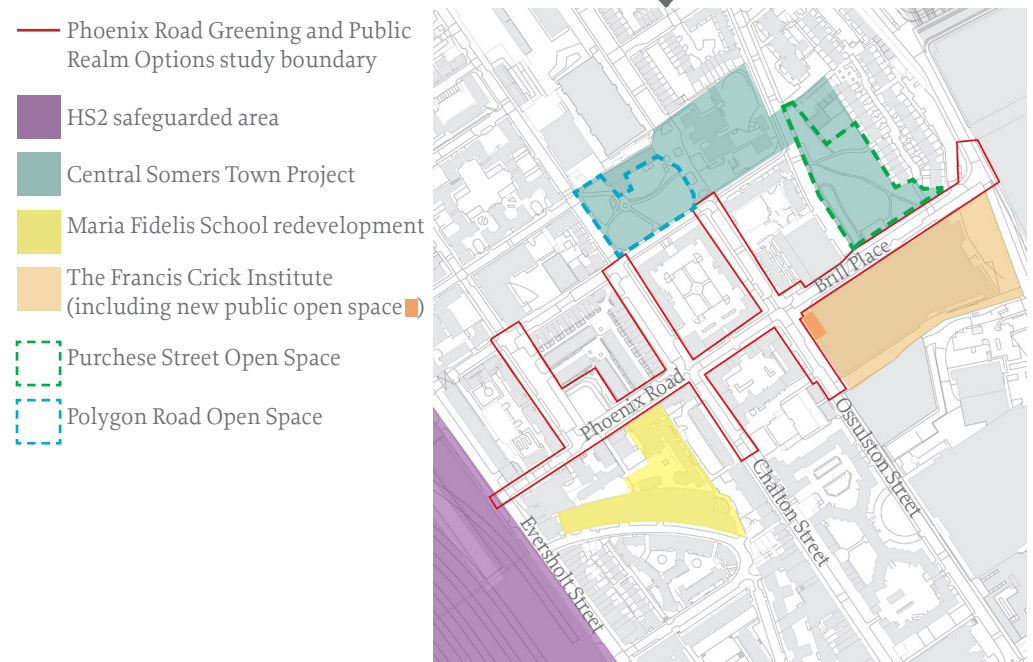 Phoenix Road Greening and Public
Realm Options study boundary
HS2 safeguarded area
Central Somers Town Project
Maria Fidelis School redevelopment
The Francis Crick Institute
(including new public open space )
Purchese Street Open Space
Polygon Road Open Space
Brill Place
Phoenix Road
Ossulston Street
Chalton Street
Eversholt Street